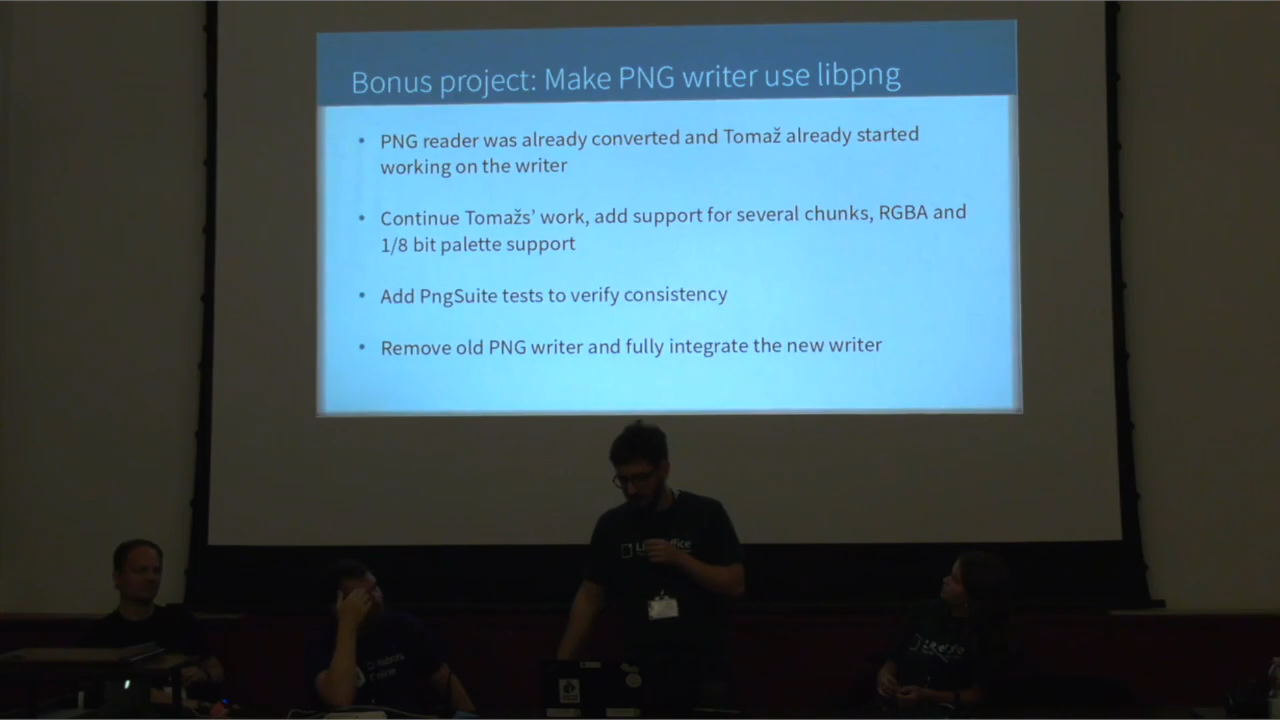 Bonus project: Make PNG writer use libpng
• PNG reader was already converted and Tomaž already started
working on the writer
• Continue Tomažs’ work, add support for several chunks, RGBA and
1/8 bit palette support
• Add PngSuite tests to verify consistency
• Remove old PNG writer and fully integrate the new writer